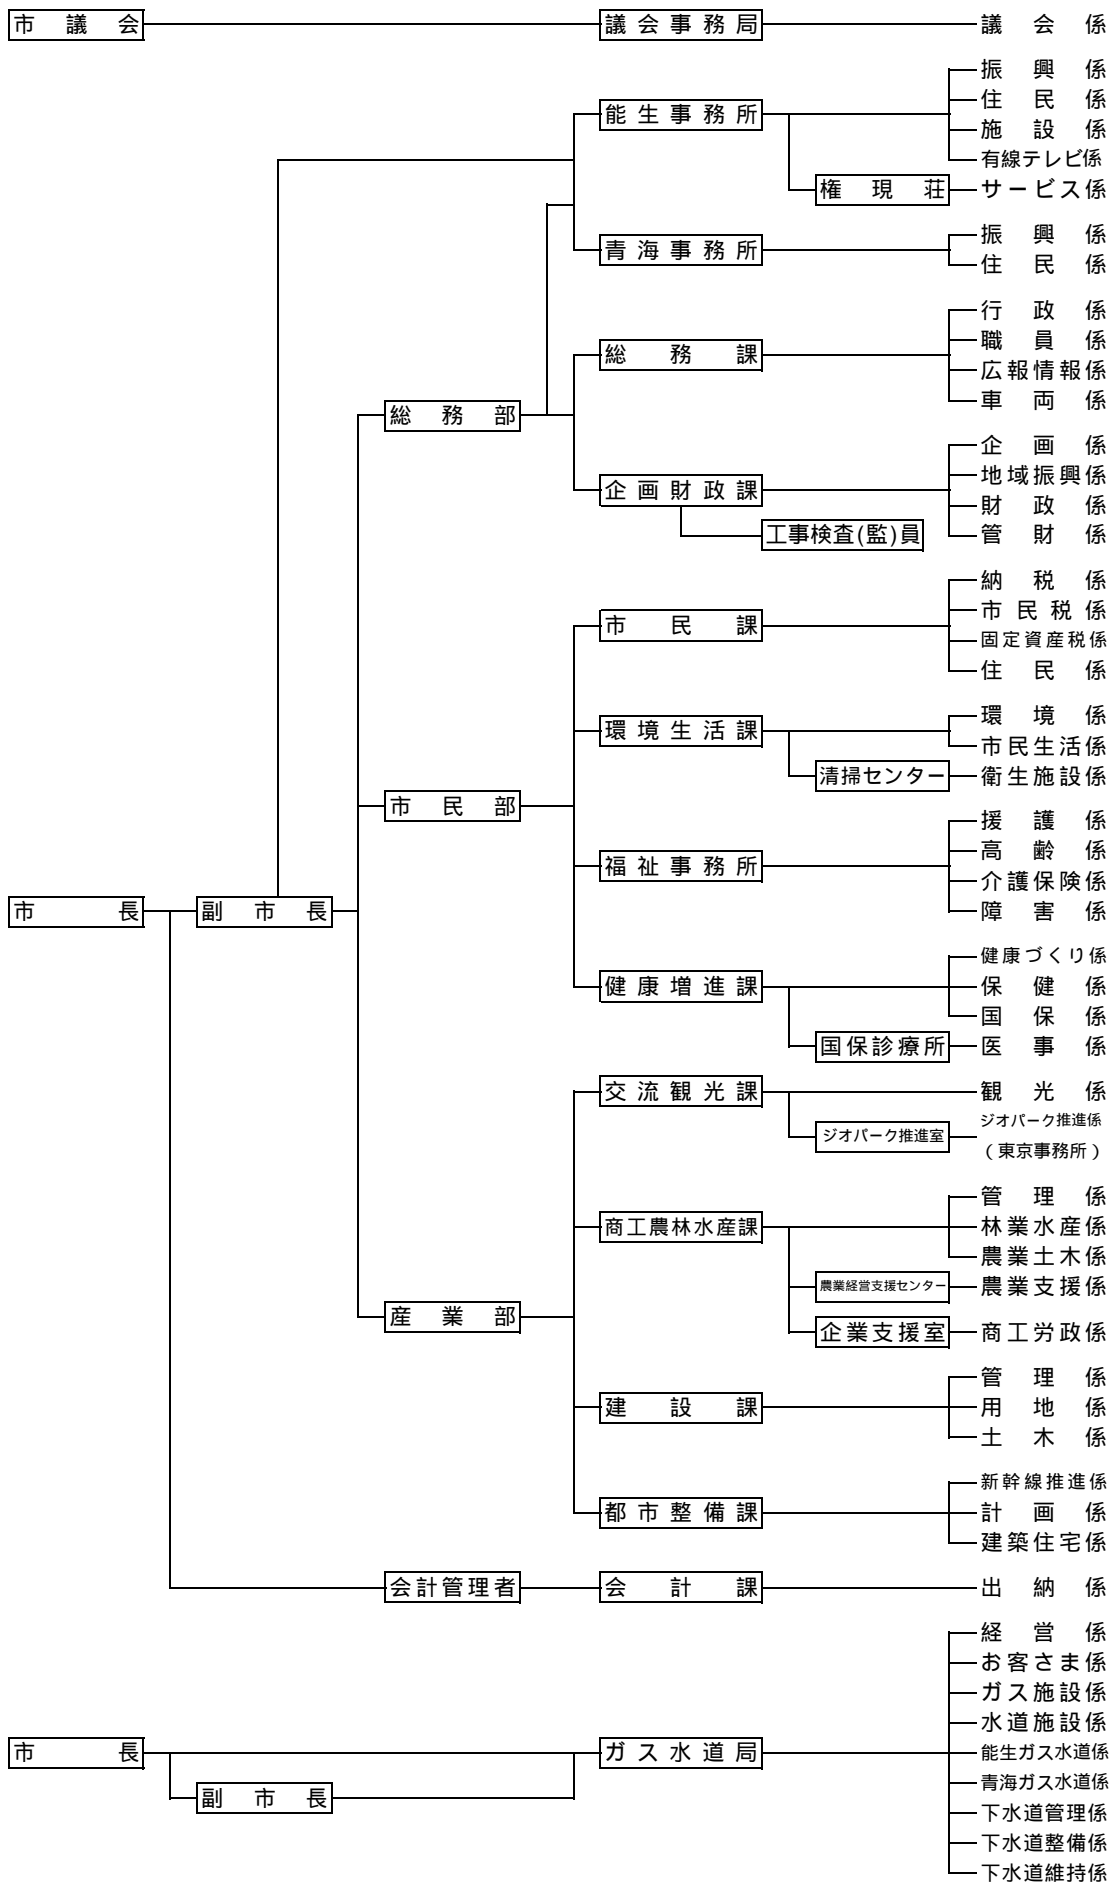 市議会 議会事務局 議会係
振興係
能生事務所 住民係
施設係
有線テレビ係
権現荘 サービス係
青海事務所 振興係
住民係
行政係
総務課 職員係
広報情報係
車両係
総務部
企画係
企画財政課 地域振興係
財政係
工事検査(監)員 管財係
納税係
市民課 市民税係
固定資産税係
住民係
環境生活課 環境係
市民生活係
清掃センター 衛生施設係
市民部
援護係
福祉事務所 高齢係
介護保険係
障害係
市長 副市長
健康づくり係
健康増進課 保健係
国保係
国保診療所 医事係
交流観光課 観光係
ジオパーク推進室 ジオパーク推進係
(東京事務所)
管理係
商工農林水産課 林業水産係
農業土木係
農業経営支援センター 農業支援係
産業部
企業支援室 商工労政係
管理係
建設課 用地係
土木係
新幹線推進係
都市整備課 計画係
建築住宅係
会計管理者 会計課 出納係
経営係
お客さま係
ガス施設係
水道施設係
市長 ガス水道局 能生ガス水道係
青海ガス水道係
副市長
下水道管理係
下水道整備係
下水道維持係